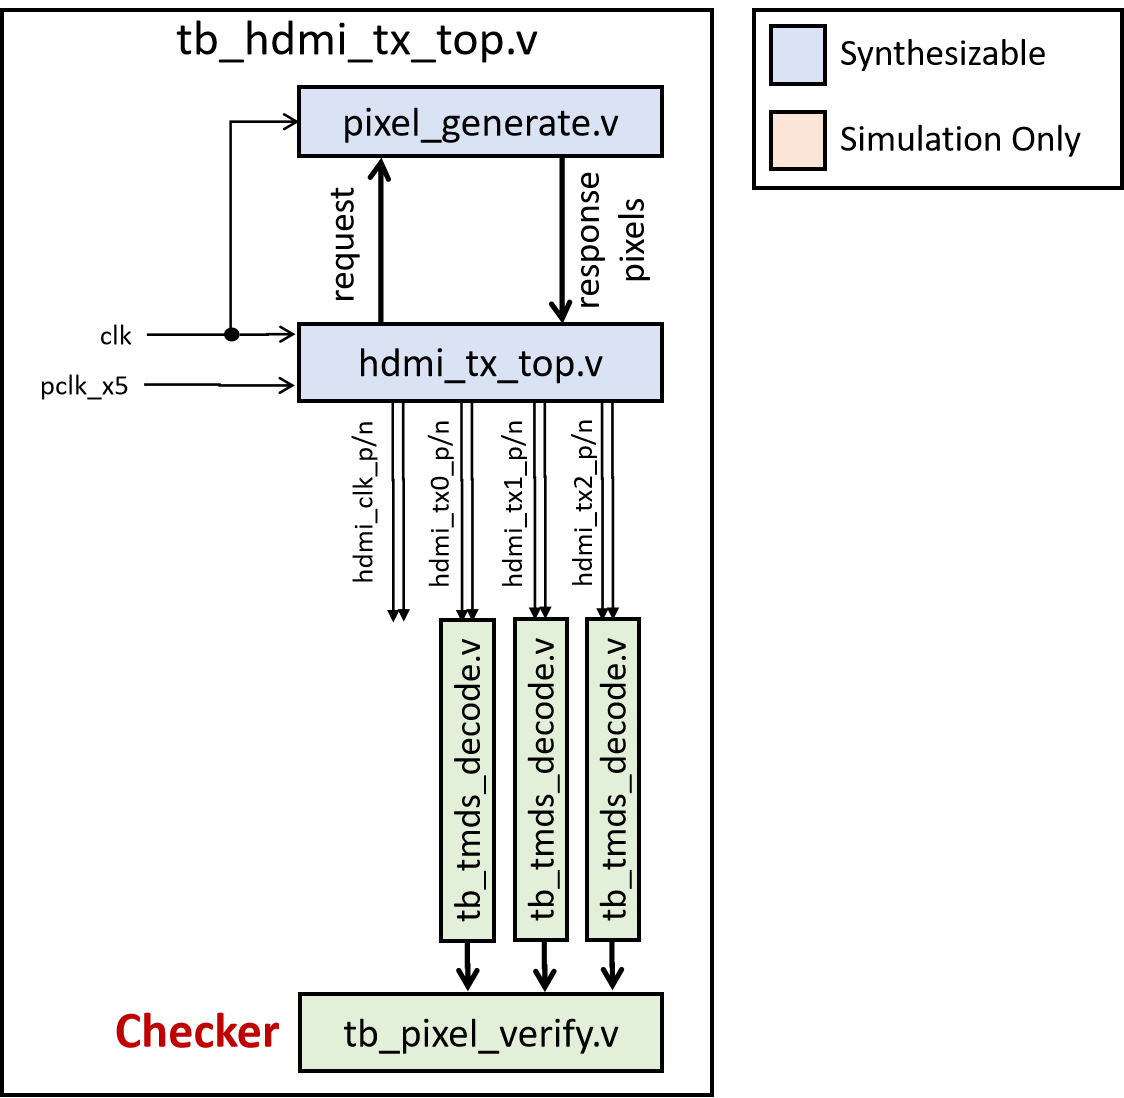 tb_hdmi_tx_top.v
Synthesizable
Simulation Only
pixel_generate.v
request
response
pixels
clk
pclk_x5
hdmi_tx_top.v
hdmi_clk_p/n
hdmi_tx0_p/n
hdmi_tx1_p/n
hdmi_tx2_p/n
tb_tmds_decode.v
tb_tmds_decode.v
tb_tmds_decode.v
Checker
tb_pixel_verify.v